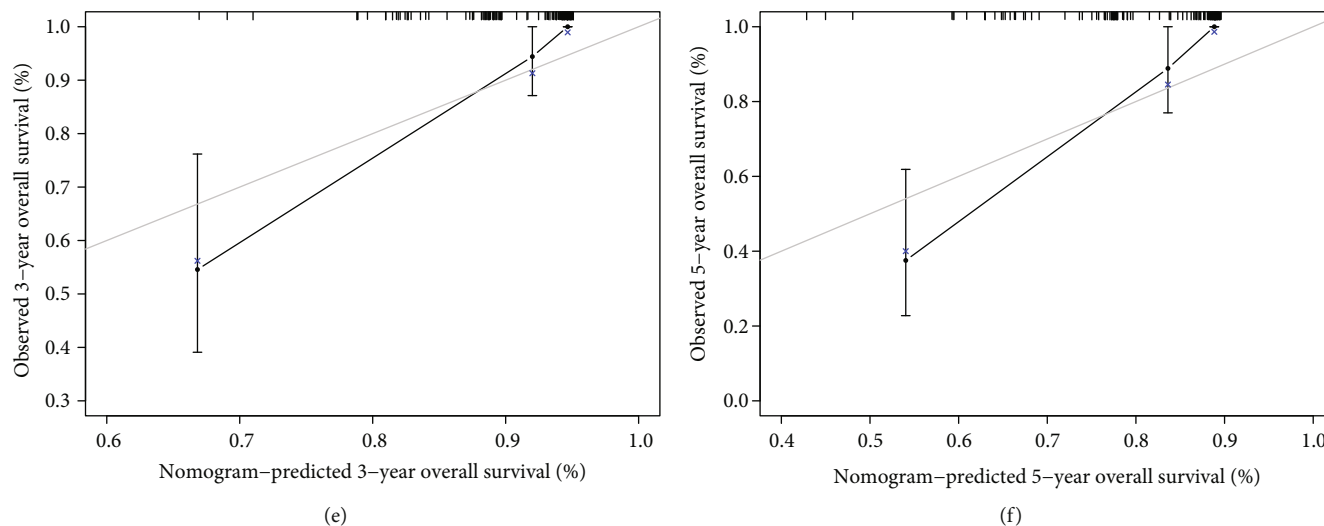 Observed 3−year overall survival (%)
1.0
0.9
0.8
0.7
0.6
0.5
0.4
0.3
0.6 0.7 0.8 0.9 1.0
Nomogram−predicted 3−year overall survival (%)
(e)
Observed 5−year overall survival (%)
1.0
0.8
0.6
0.4
0.2
0.0
0.4 0.5 0.6 0.7 0.8 0.9 1.0
Nomogram−predicted 5−year overall survival (%)
(f)